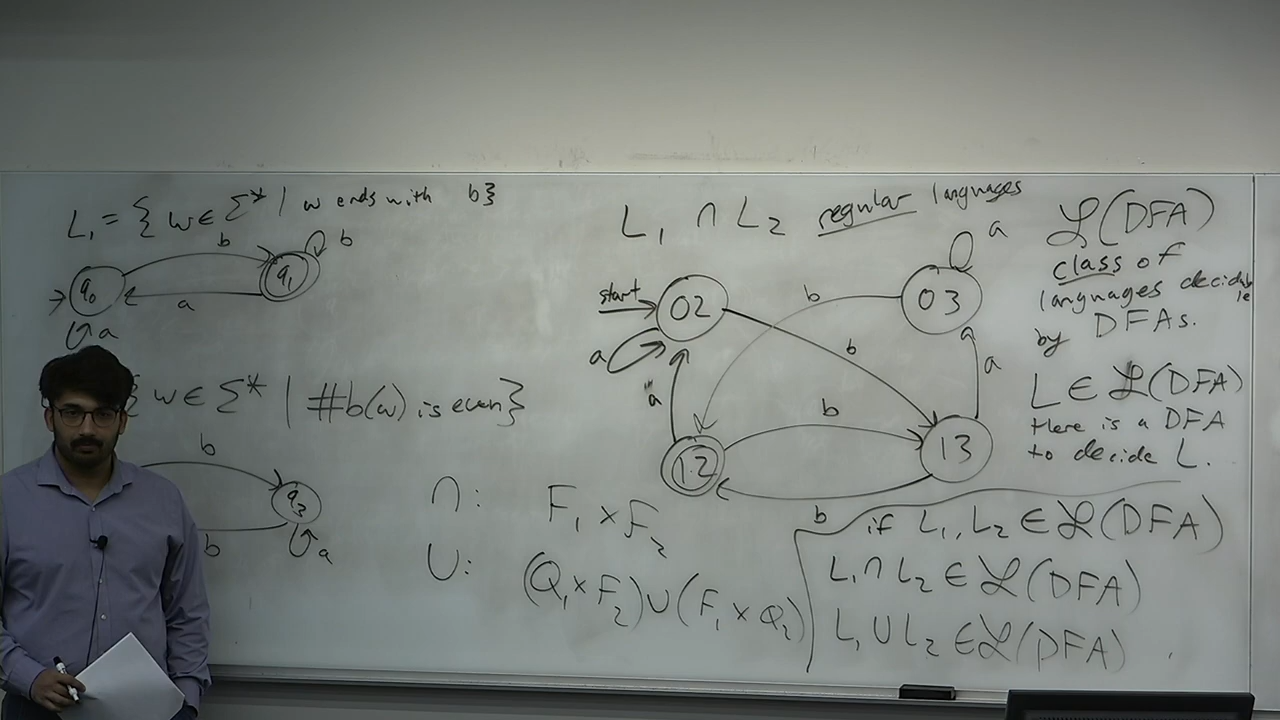 L₁ = { w ∈ Σ* | w ends with b}
b
b
q₀
q₁
a
a
{ w ∈ Σ* | #b(w) is even}
b
q₃
b
a
L₁ ∩ L₂ regular languages
start
02
03
a
b
a
b
a
a
b
12
13
b
∩: F₁ × F₂
∪: (Q₁ × F₂) ∪ (F₁ × Q₂)
ℒ(DFA)
class of
languages decidable
by DFAs.
L ∈ ℒ(DFA)
Here is a DFA
to decide L.
if L₁, L₂ ∈ ℒ(DFA)
L₁ ∩ L₂ ∈ ℒ(DFA)
L₁ ∪ L₂ ∈ ℒ(DFA)